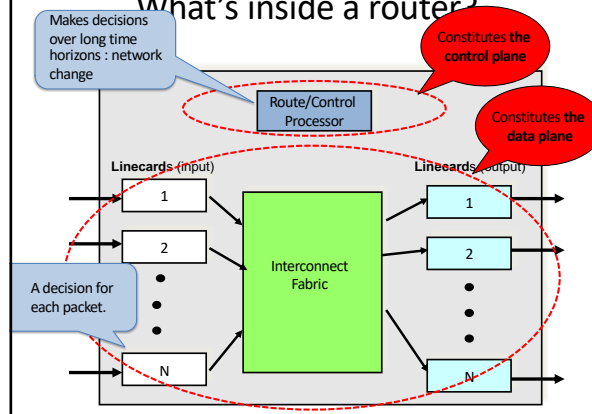 What's inside a router?
Makes decisions
over long time
horizons : network
change
Constitutes the
control plane
Route/Control
Processor
Constitutes the
data plane
Linecards (input)
Linecards (output)
1
1
2
2
Interconnect
Fabric
A decision for
each packet.
N
N